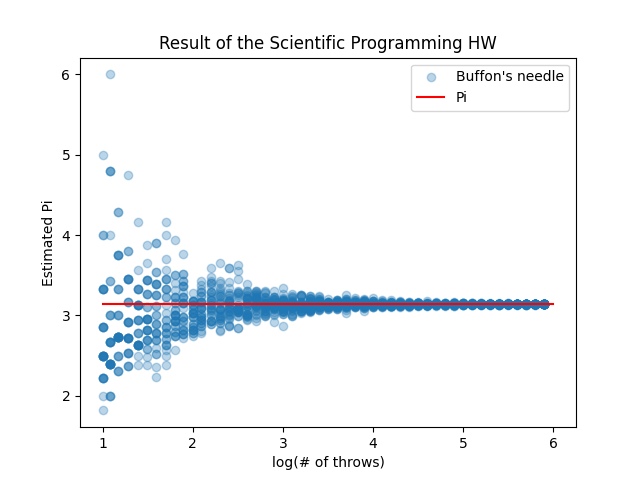 Result of the Scientific Programming HW
Buffon's needle
Pi
6
5
4
3
2
Estimated Pi
1 2 3 4 5 6
log(# of throws)